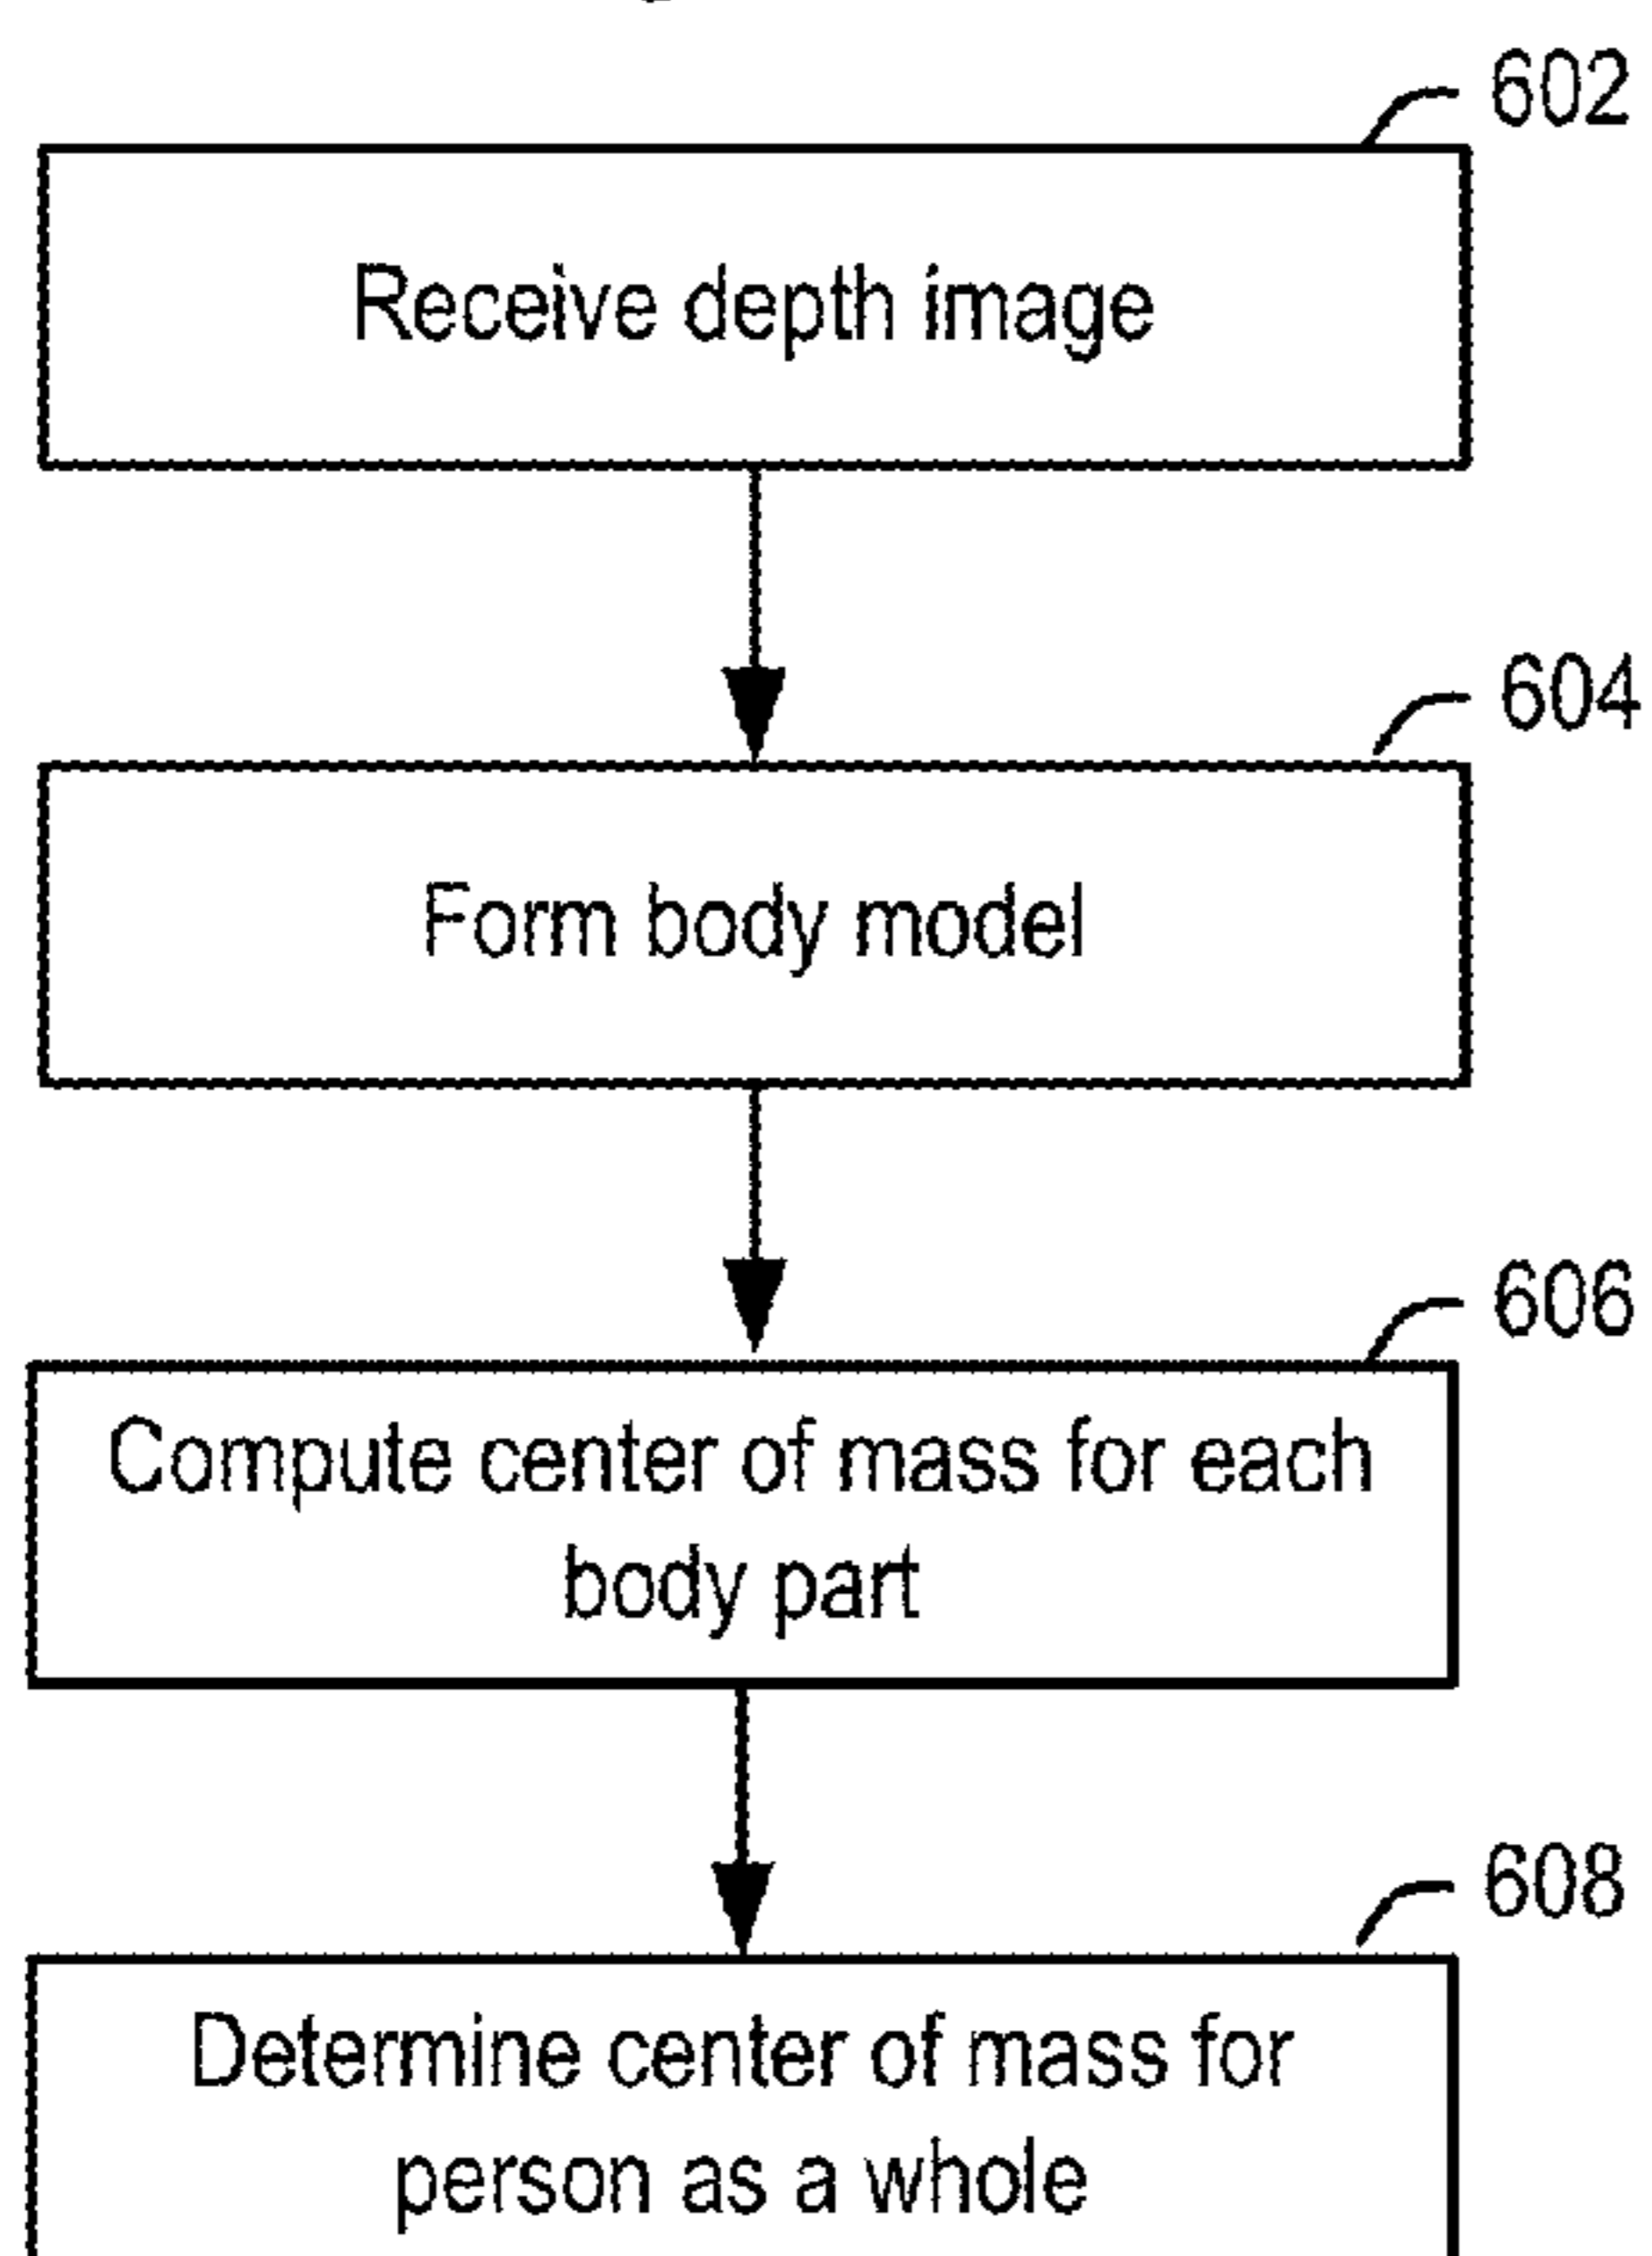 602
Receive depth image
604
Form body model
606
Compute center of mass for each
body part
608
Determine center of mass for
person as a whole